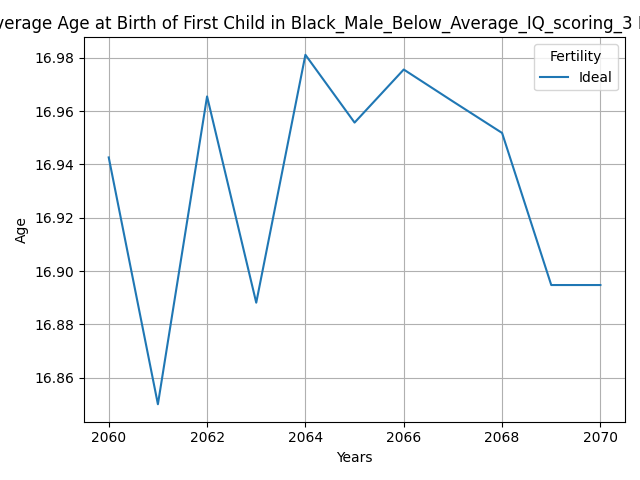 verage Age at Birth of First Child in Black_Male_Below_Average_IQ_scoring_3
Fertility
Ideal
16.98
16.96
16.94
16.92
16.90
16.88
16.86
Age
2060 2062 2064 2066 2068 2070
Years